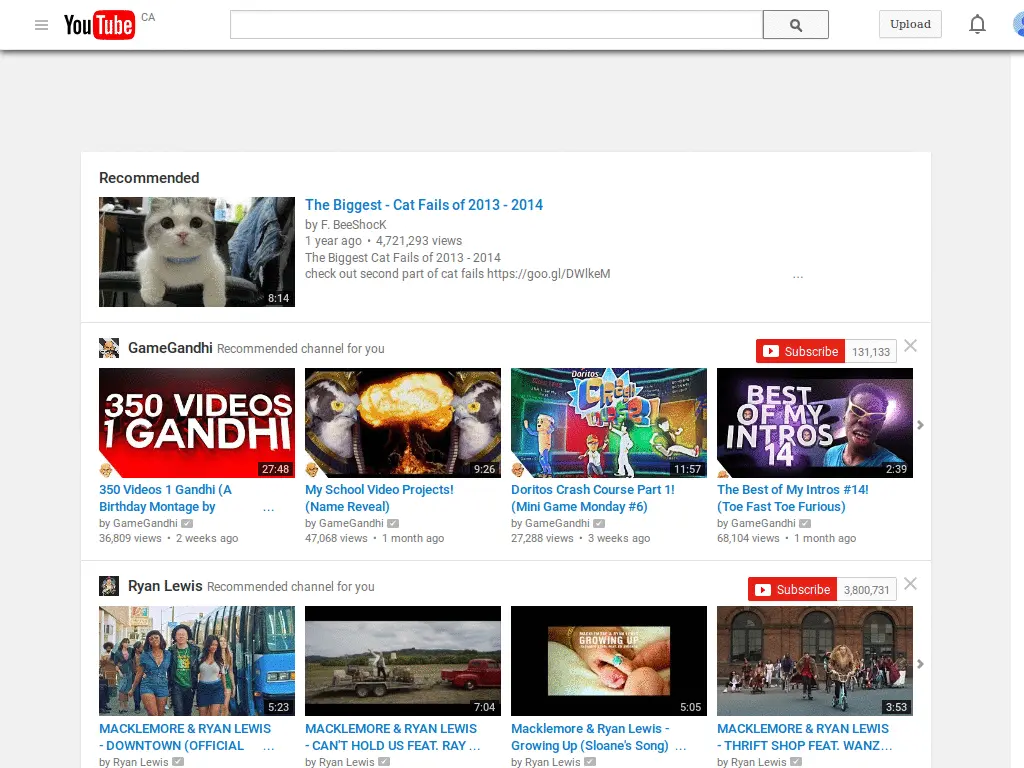 YouTube CA
Upload
Recommended
8:14
The Biggest - Cat Fails of 2013 - 2014
by F. BeeShocK
1 year ago • 4,721,293 views
The Biggest Cat Fails of 2013 - 2014
check out second part of cat fails https://goo.gl/DWlkeM ...
GameGandhi Recommended channel for you
Subscribe 131,133
350 VIDEOS
1 GANDHI
27:48
9:26
Doritos
CRASH
COURSE
11:57
BEST
OF MY
INTROS
14
2:39
350 Videos 1 Gandhi (A
Birthday Montage by ...
by GameGandhi
36,809 views • 2 weeks ago
My School Video Projects!
(Name Reveal)
by GameGandhi
47,068 views • 1 month ago
Doritos Crash Course Part 1!
(Mini Game Monday #6)
by GameGandhi
27,288 views • 3 weeks ago
The Best of My Intros #14!
(Toe Fast Toe Furious)
by GameGandhi
68,104 views • 1 month ago
Ryan Lewis Recommended channel for you
Subscribe 3,800,731
5:23
7:04
MACKLEMORE & RYAN LEWIS
GROWING UP
5:05
3:53
MACKLEMORE & RYAN LEWIS
- DOWNTOWN (OFFICIAL ...
by Ryan Lewis
MACKLEMORE & RYAN LEWIS
- CAN'T HOLD US FEAT. RAY ...
by Ryan Lewis
Macklemore & Ryan Lewis -
Growing Up (Sloane's Song) ...
by Ryan Lewis
MACKLEMORE & RYAN LEWIS
- THRIFT SHOP FEAT. WANZ...
by Ryan Lewis